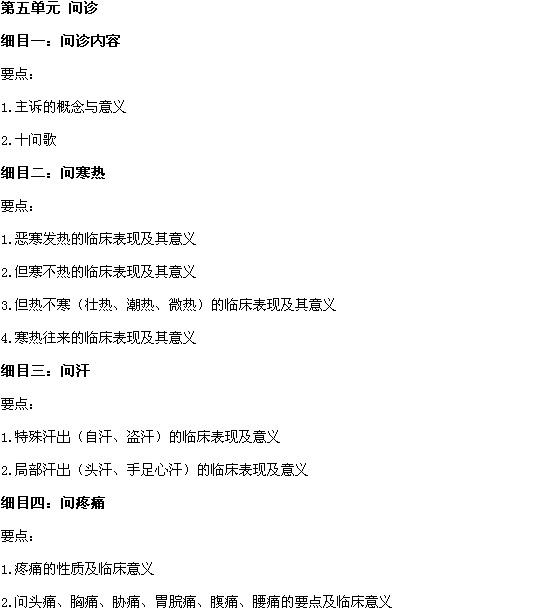 第五单元 问诊
细目一：问诊内容
要点：
1.主诉的概念与意义
2.十问歌
细目二：问寒热
要点：
1.恶寒发热的临床表现及其意义
2.但寒不热的临床表现及其意义
3.但热不寒（壮热、潮热、微热）的临床表现及其意义
4.寒热往来的临床表现及其意义
细目三：问汗
要点：
1.特殊汗出（自汗、盗汗）的临床表现及意义
2.局部汗出（头汗、手足心汗）的临床表现及意义
细目四：问疼痛
要点：
1.疼痛的性质及临床意义
2.问头痛、胸痛、胁痛、胃脘痛、腹痛、腰痛的要点及临床意义